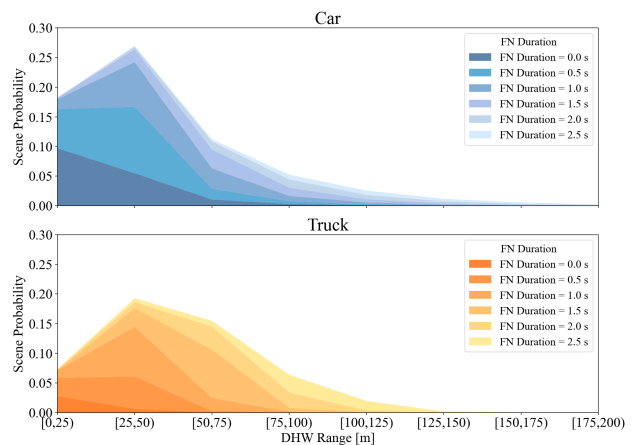 Car
0.30
0.25
0.20
0.15
0.10
0.05
0.00
Scene Probability
FN Duration
FN Duration = 0.0 s
FN Duration = 0.5 s
FN Duration = 1.0 s
FN Duration = 1.5 s
FN Duration = 2.0 s
FN Duration = 2.5 s
Truck
0.30
0.25
0.20
0.15
0.10
0.05
0.00
Scene Probability
FN Duration
FN Duration = 0.0 s
FN Duration = 0.5 s
FN Duration = 1.0 s
FN Duration = 1.5 s
FN Duration = 2.0 s
FN Duration = 2.5 s
[0,25) [25,50) [50,75) [75,100) [100,125) [125,150) [150,175) [175,200)
DHW Range [m]